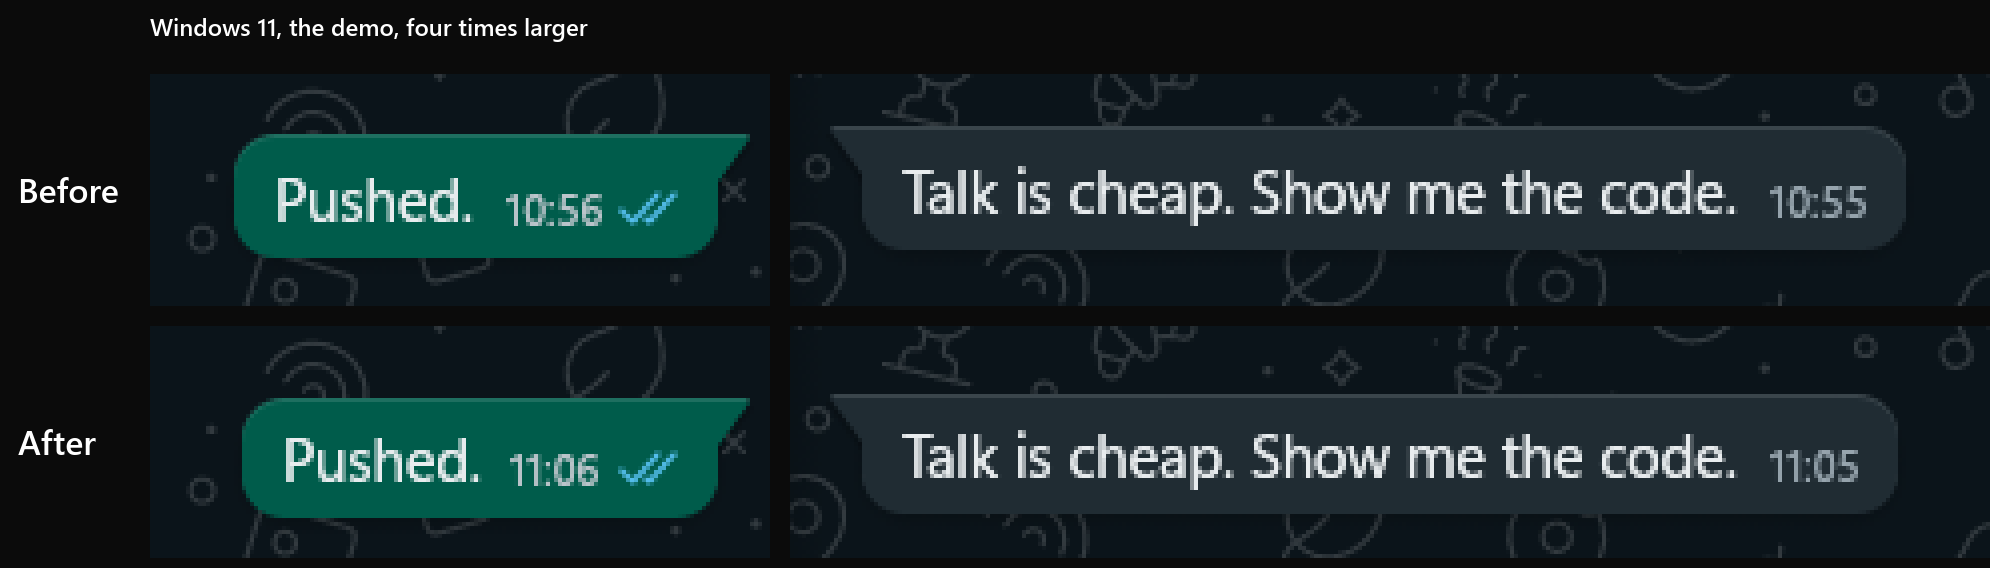 Windows 11, the demo, four times larger
Before
Pushed. 10:56
Talk is cheap. Show me the code. 10:55
After
Pushed. 11:06
Talk is cheap. Show me the code. 11:05